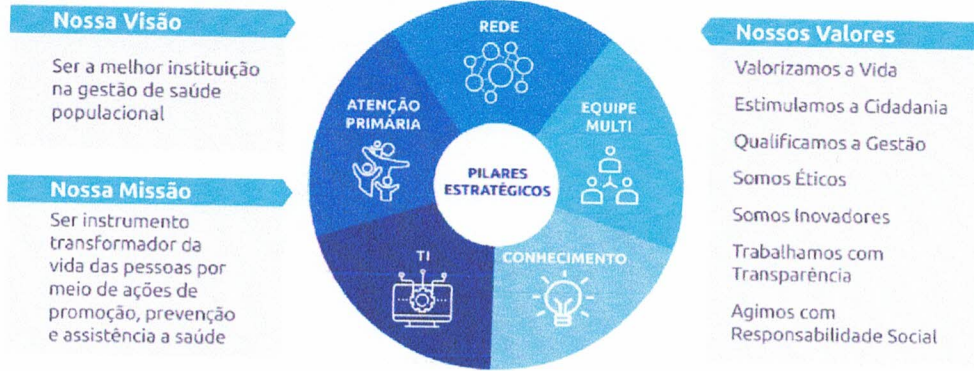 Nossa Visão
Ser a melhor instituição
na gestão de saúde
populacional
Nossa Missão
Ser instrumento
transformador da
vida das pessoas por
meio de ações de
promoção, prevenção
e assistência a saúde
REDE
EQUIPE
MULTI
CONHECIMENTO
TI
ATENÇÃO
PRIMÁRIA
PILARES
ESTRATÉGICOS
Nossos Valores
Valorizamos a Vida
Estimulamos a Cidadania
Qualificamos a Gestão
Somos Éticos
Somos Inovadores
Trabalhamos com
Transparência
Agimos com
Responsabilidade Social